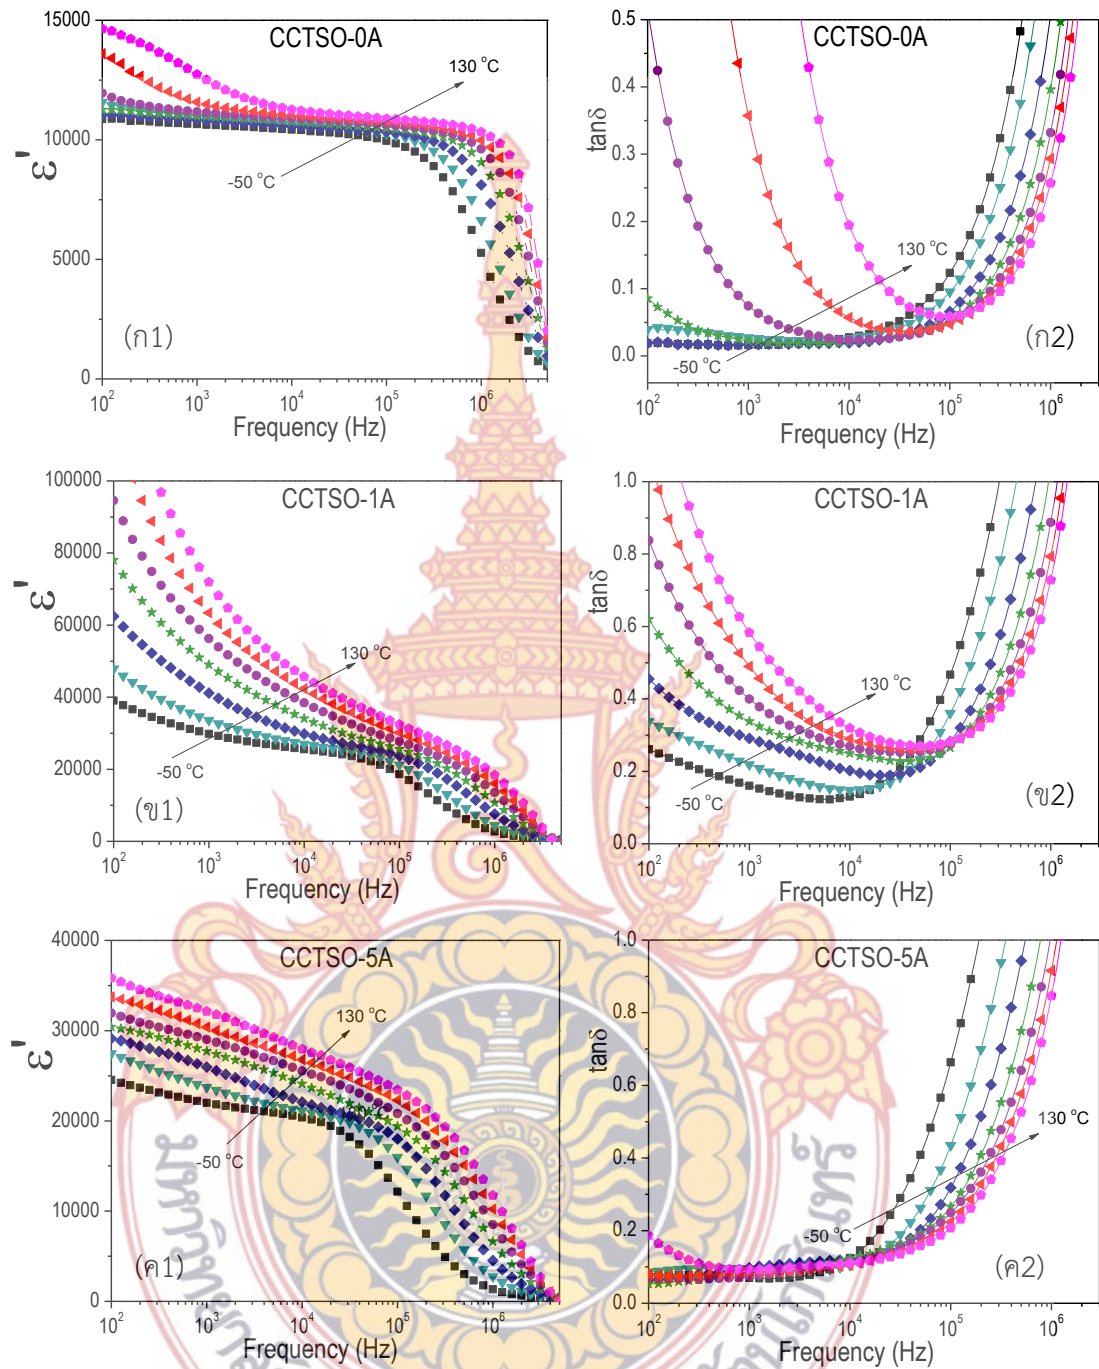 CCTSO-0A
130 °C
-50 °C
(ก1)
ε'
15000
10000
5000
0
10² 10³ 10⁴ 10⁵ 10⁶
Frequency (Hz)
CCTSO-0A
130 °C
-50 °C
(ก2)
tanδ
0.5
0.4
0.3
0.2
0.1
0.0
10² 10³ 10⁴ 10⁵ 10⁶
Frequency (Hz)
CCTSO-1A
130 °C
-50 °C
(ข1)
ε'
100000
80000
60000
40000
20000
0
10² 10³ 10⁴ 10⁵ 10⁶
Frequency (Hz)
CCTSO-1A
130 °C
-50 °C
(ข2)
tanδ
1.0
0.8
0.6
0.4
0.2
0.0
10² 10³ 10⁴ 10⁵ 10⁶
Frequency (Hz)
CCTSO-5A
130 °C
-50 °C
(ค1)
ε'
40000
30000
20000
10000
0
10² 10³ 10⁴ 10⁵ 10⁶
Frequency (Hz)
CCTSO-5A
130 °C
-50 °C
(ค2)
tanδ
1.0
0.8
0.6
0.4
0.2
0.0
10² 10³ 10⁴ 10⁵ 10⁶
Frequency (Hz)